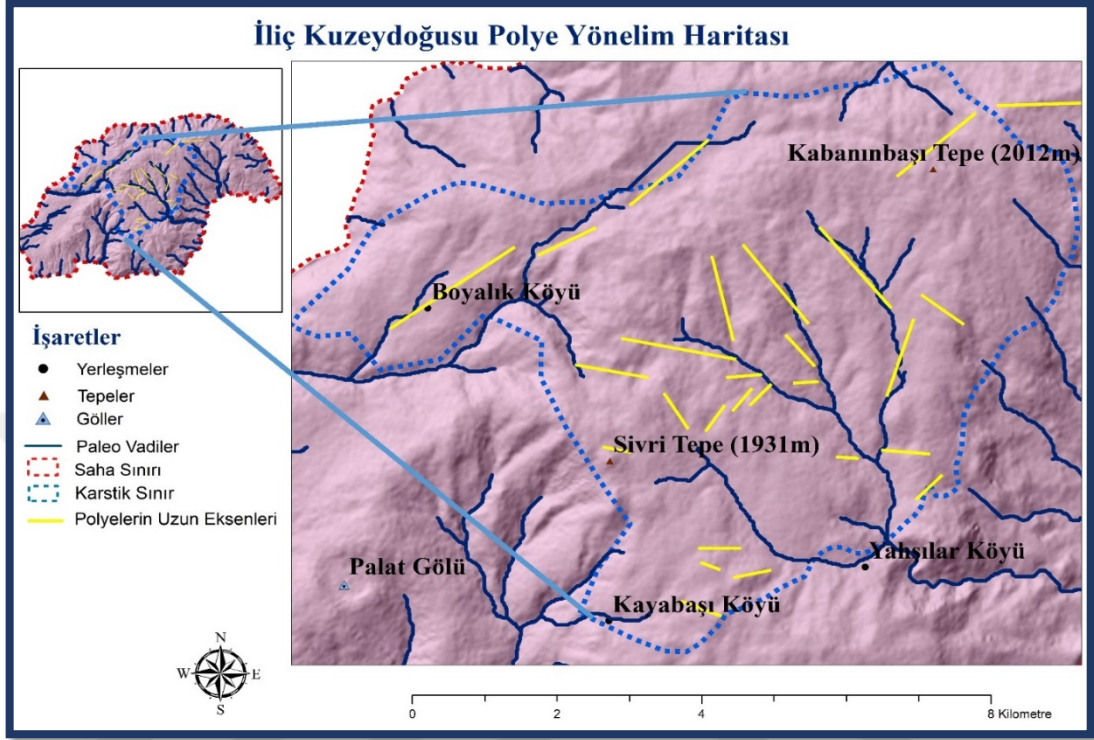 İliç Kuzeydoğusu Polye Yönelim Haritası
Kabanınbaşı Tepe (2012m)
Boyalık Köyü
Sivri Tepe (1931m)
Yahşılar Köyü
Palat Gölü
Kayabaşı Köyü
İşaretler
Yerleşmeler
Tepeler
Göller
Paleo Vadiler
Saha Sınırı
Karstik Sınır
Polyelerin Uzun Eksenleri
N
W E
S
0 2 4 8 Kilometre